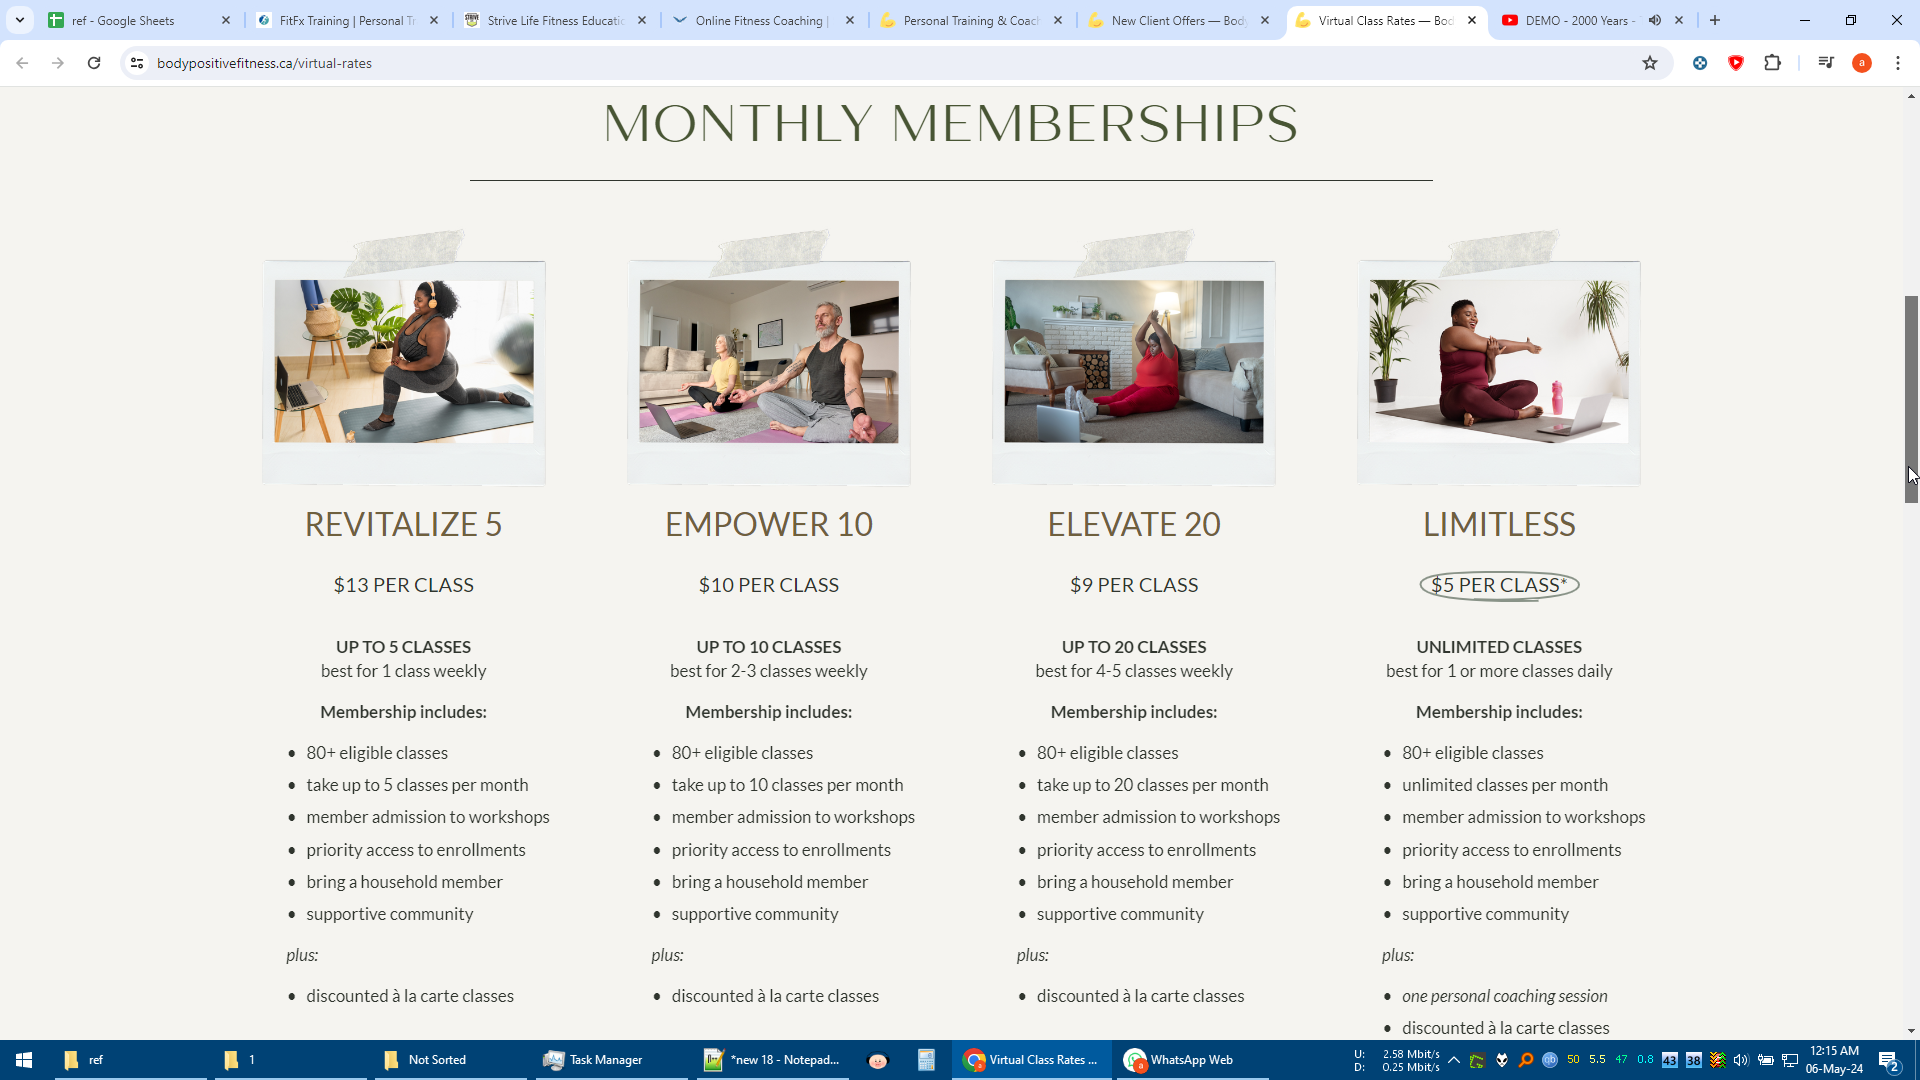 ref - Google Sheets
FitFx Training | Personal Tr
Strive Life Fitness Educatic
Online Fitness Coaching |
Personal Training & Coach
New Client Offers — Body
Virtual Class Rates — Bod
DEMO - 2000 Years -
bodypositivefitness.ca/virtual-rates
a
MONTHLY MEMBERSHIPS
REVITALIZE 5
$13 PER CLASS
UP TO 5 CLASSES
best for 1 class weekly
Membership includes:
• 80+ eligible classes
• take up to 5 classes per month
• member admission to workshops
• priority access to enrollments
• bring a household member
• supportive community
plus:
• discounted à la carte classes
EMPOWER 10
$10 PER CLASS
UP TO 10 CLASSES
best for 2-3 classes weekly
Membership includes:
• 80+ eligible classes
• take up to 10 classes per month
• member admission to workshops
• priority access to enrollments
• bring a household member
• supportive community
plus:
• discounted à la carte classes
ELEVATE 20
$9 PER CLASS
UP TO 20 CLASSES
best for 4-5 classes weekly
Membership includes:
• 80+ eligible classes
• take up to 20 classes per month
• member admission to workshops
• priority access to enrollments
• bring a household member
• supportive community
plus:
• discounted à la carte classes
LIMITLESS
$5 PER CLASS*
UNLIMITED CLASSES
best for 1 or more classes daily
Membership includes:
• 80+ eligible classes
• unlimited classes per month
• member admission to workshops
• priority access to enrollments
• bring a household member
• supportive community
plus:
• one personal coaching session
• discounted à la carte classes
ref
1
Not Sorted
Task Manager
*new 18 - Notepad...
Virtual Class Rates ...
WhatsApp Web
U: 2.58 Mbit/s
D: 0.25 Mbit/s
50 5.5 47 0.8 43 38
12:15 AM
06-May-24
2